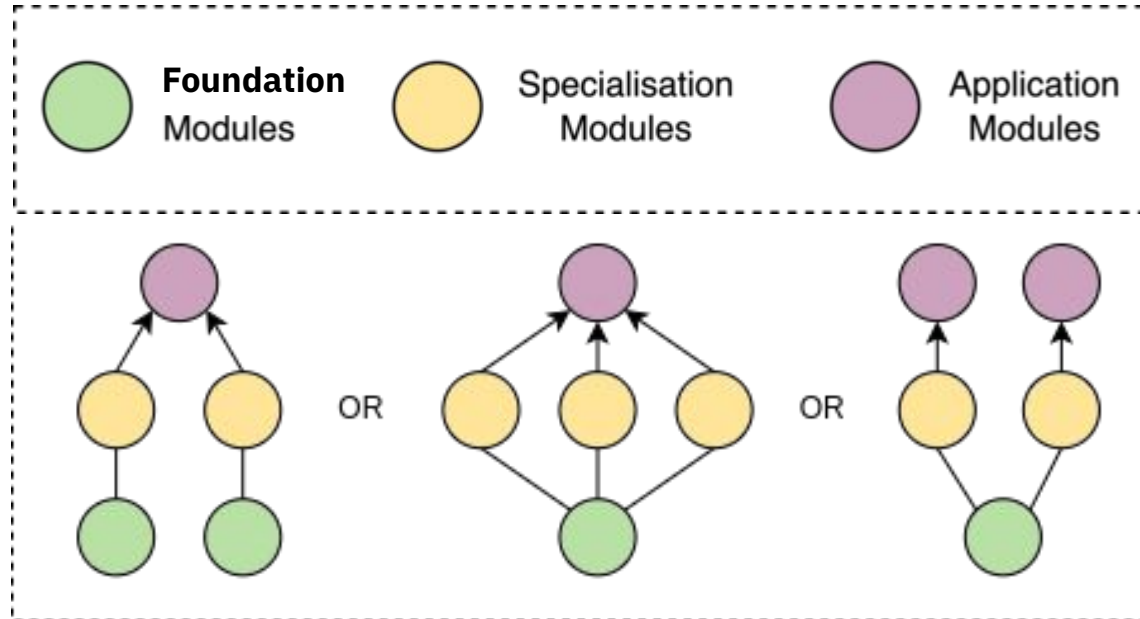 Foundation
Modules
Specialisation
Modules
Application
Modules
OR
OR